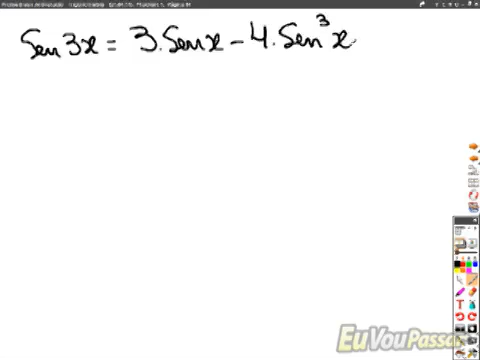 Sen 3x = 3.Senx - 4.Sen³x
EuVouPassar